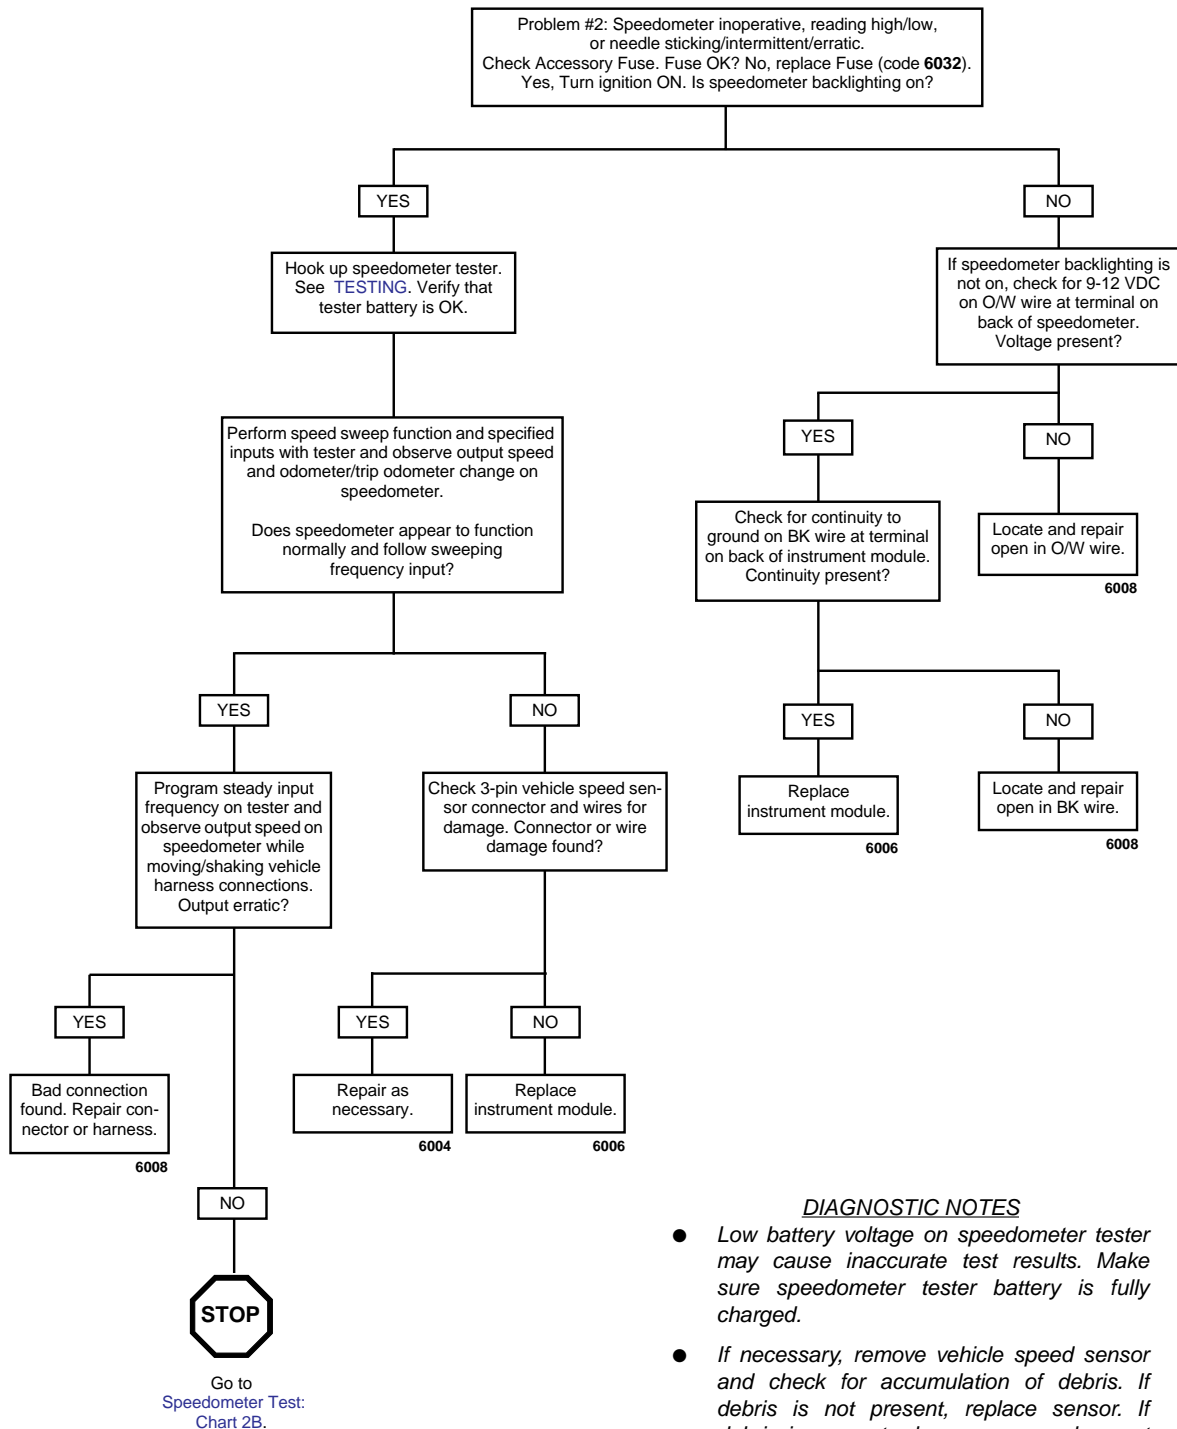 Problem #2: Speedometer inoperative, reading high/low,
or needle sticking/intermittent/erratic.
Check Accessory Fuse. Fuse OK? No, replace Fuse (code 6032).
Yes, Turn ignition ON. Is speedometer backlighting on?
YES
NO
Hook up speedometer tester.
See TESTING. Verify that
tester battery is OK.
If speedometer backlighting is
not on, check for 9-12 VDC
on O/W wire at terminal on
back of speedometer.
Voltage present?
Perform speed sweep function and specified
inputs with tester and observe output speed
and odometer/trip odometer change on
speedometer.
Does speedometer appear to function
normally and follow sweeping
frequency input?
YES
NO
Check for continuity to
ground on BK wire at terminal
on back of instrument module.
Continuity present?
Locate and repair
open in O/W wire.
6008
YES
NO
YES
NO
Program steady input
frequency on tester and
observe output speed on
speedometer while
moving/shaking vehicle
harness connections.
Output erratic?
Check 3-pin vehicle speed sen-
sor connector and wires for
damage. Connector or wire
damage found?
Replace
instrument module.
6006
Locate and repair
open in BK wire.
6008
YES
YES
NO
Bad connection
found. Repair con-
nector or harness.
6008
Repair as
necessary.
6004
Replace
instrument module.
6006
NO
STOP
Go to
Speedometer Test:
Chart 2B.
DIAGNOSTIC NOTES
● Low battery voltage on speedometer tester
may cause inaccurate test results. Make
sure speedometer tester battery is fully
charged.
● If necessary, remove vehicle speed sensor
and check for accumulation of debris. If
debris is not present, replace sensor. If